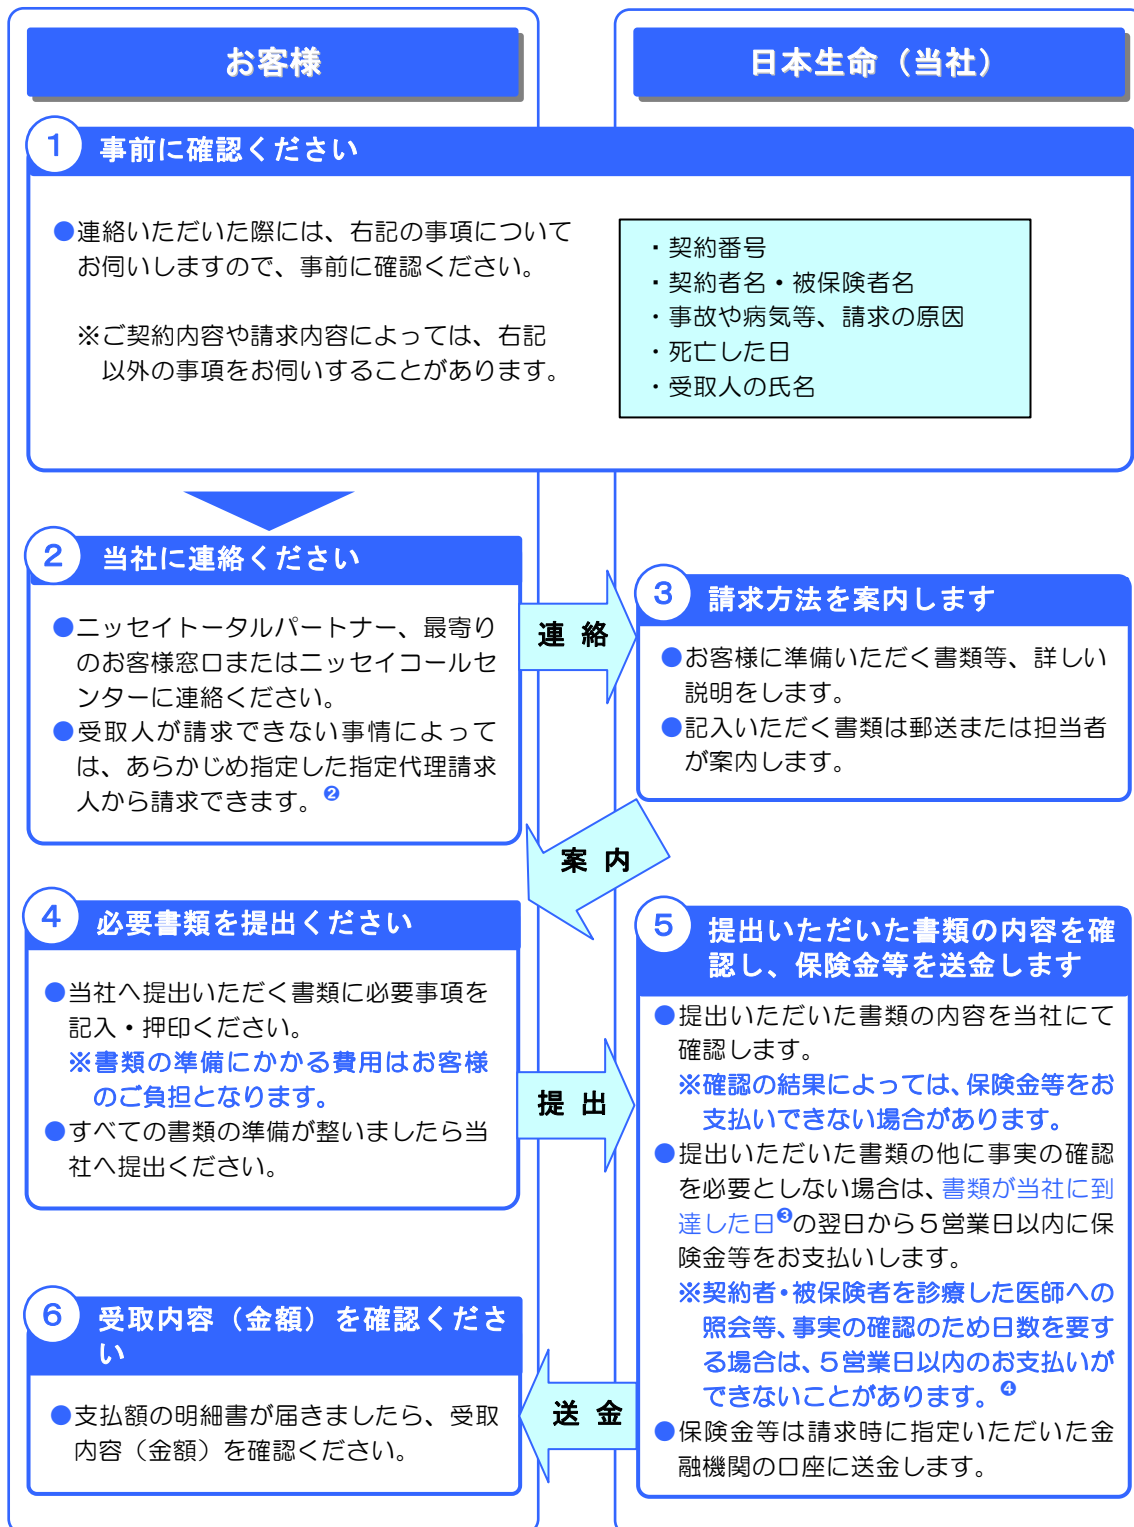 お客様
日本生命（当社）
1 事前に確認ください
●連絡いただいた際には、右記の事項について
お伺いしますので、事前に確認ください。
※ご契約内容や請求内容によっては、右記
以外の事項をお伺いすることがあります。
・契約番号
・契約者名・被保険者名
・事故や病気等、請求の原因
・死亡した日
・受取人の氏名
2 当社に連絡ください
●ニッセイトータルパートナー、最寄り
のお客様窓口またはニッセイコールセ
ンターに連絡ください。
●受取人が請求できない事情によって
は、あらかじめ指定した指定代理請求
人から請求できます。❷
連絡
3 請求方法を案内します
●お客様に準備いただく書類等、詳しい
説明をします。
●記入いただく書類は郵送または担当者
が案内します。
案内
4 必要書類を提出ください
●当社へ提出いただく書類に必要事項を
記入・押印ください。
※書類の準備にかかる費用はお客様
のご負担となります。
●すべての書類の準備が整いましたら当
社へ提出ください。
提出
5 提出いただいた書類の内容を確
認し、保険金等を送金します
●提出いただいた書類の内容を当社にて
確認します。
※確認の結果によっては、保険金等をお
支払いできない場合があります。
●提出いただいた書類の他に事実の確認
を必要としない場合は、書類が当社に到
達した日❸の翌日から５営業日以内に保
険金等をお支払いします。
※契約者・被保険者を診療した医師への
照会等、事実の確認のため日数を要す
る場合は、５営業日以内のお支払いが
できないことがあります。❹
●保険金等は請求時に指定いただいた金
融機関の口座に送金します。
送金
6 受取内容（金額）を確認くださ
い
●支払額の明細書が届きましたら、受取
内容（金額）を確認ください。